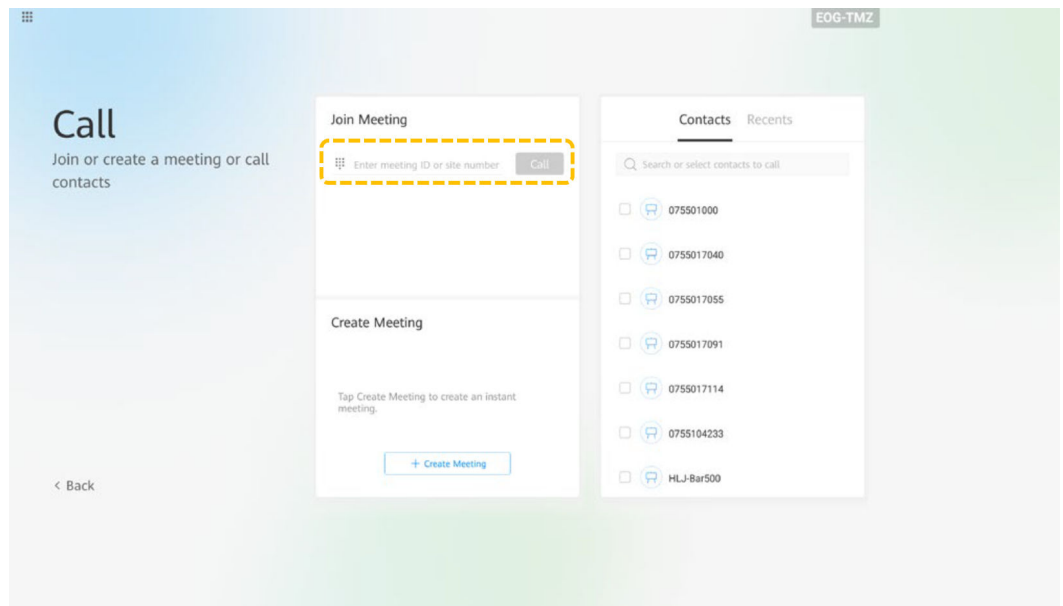 EOG-TMZ
Call
Join or create a meeting or call
contacts
< Back
Join Meeting
Enter meeting ID or site number
Call
Create Meeting
Tap Create Meeting to create an instant
meeting.
+ Create Meeting
Contacts Recents
Search or select contacts to call
075501000
0755017040
0755017055
0755017091
0755017114
0755104233
HLJ-Bar500